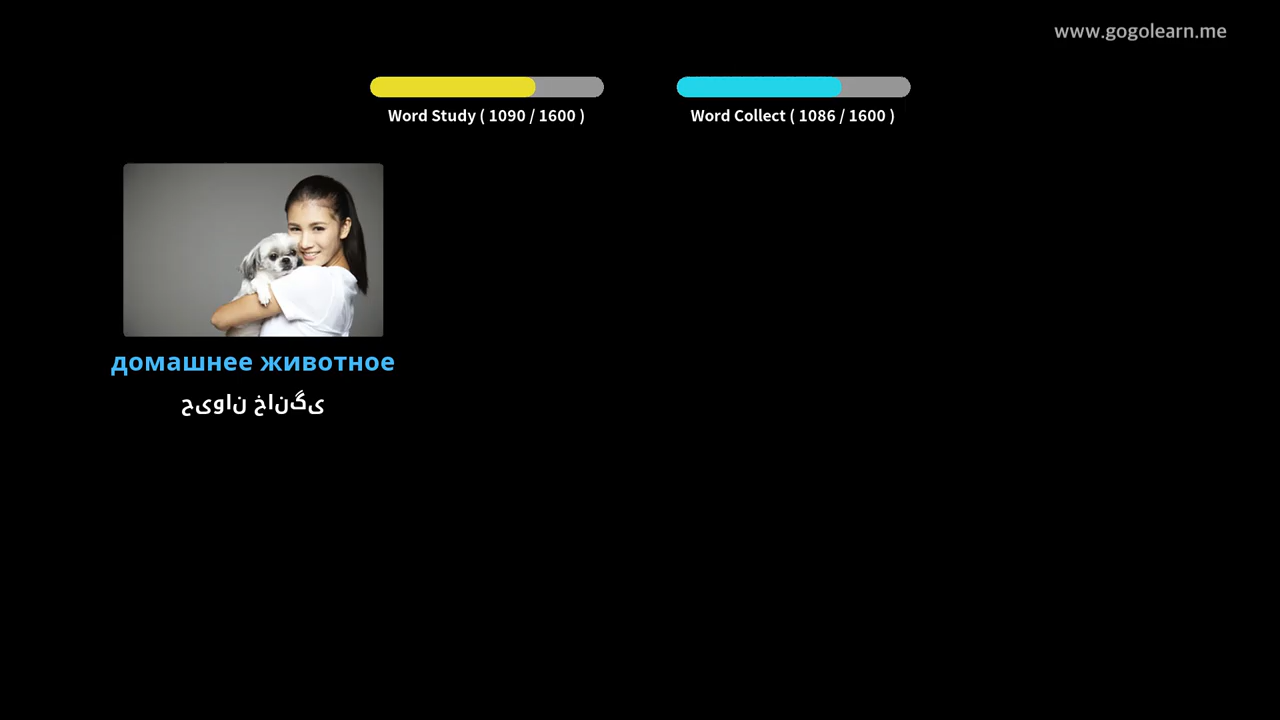 www.gogolearn.me
Word Study ( 1090 / 1600 )
Word Collect ( 1086 / 1600 )
домашнее животное
حیوان خانگی